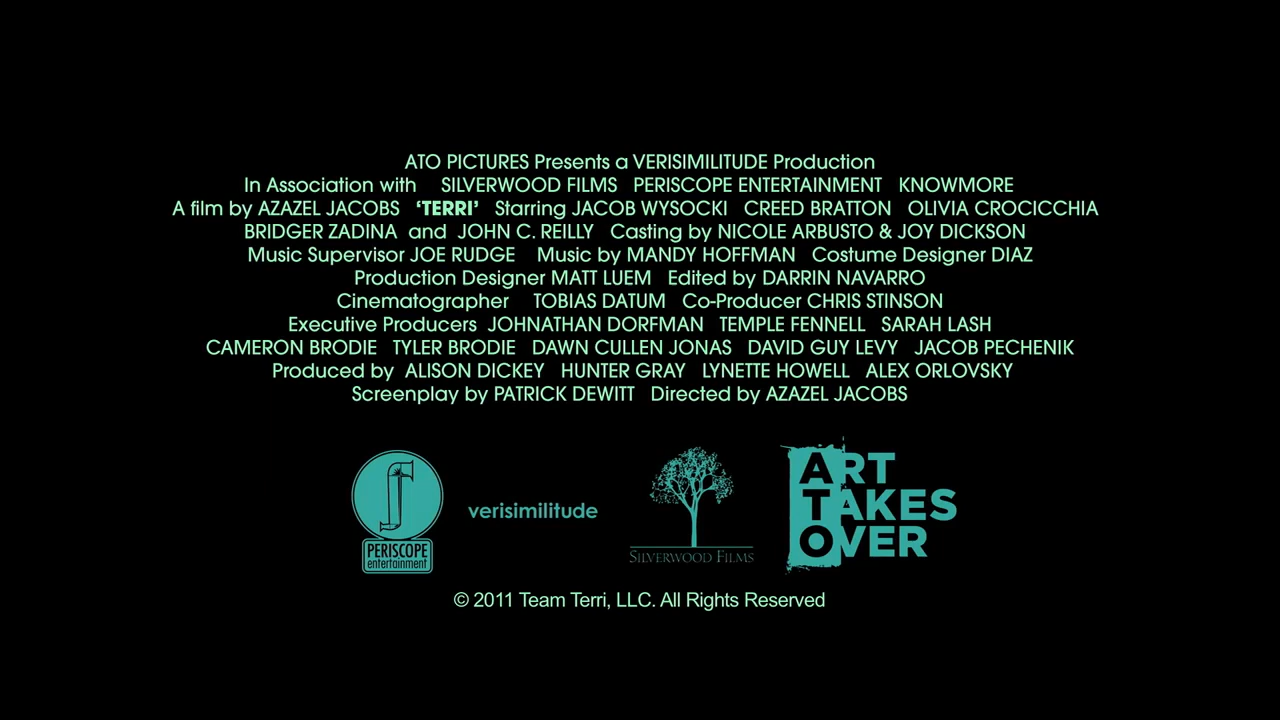 ATO PICTURES Presents a VERISIMILITUDE Production
In Association with SILVERWOOD FILMS PERISCOPE ENTERTAINMENT KNOWMORE
A film by AZAZEL JACOBS ‘TERRI’ Starring JACOB WYSOCKI CREED BRATTON OLIVIA CROCICCHIA
BRIDGER ZADINA and JOHN C. REILLY Casting by NICOLE ARBUSTO & JOY DICKSON
Music Supervisor JOE RUDGE Music by MANDY HOFFMAN Costume Designer DIAZ
Production Designer MATT LUEM Edited by DARRIN NAVARRO
Cinematographer TOBIAS DATUM Co-Producer CHRIS STINSON
Executive Producers JOHNATHAN DORFMAN TEMPLE FENNELL SARAH LASH
CAMERON BRODIE TYLER BRODIE DAWN CULLEN JONAS DAVID GUY LEVY JACOB PECHENIK
Produced by ALISON DICKEY HUNTER GRAY LYNETTE HOWELL ALEX ORLOVSKY
Screenplay by PATRICK DEWITT Directed by AZAZEL JACOBS
PERISCOPE
entertainment
verisimilitude
SILVERWOOD FILMS
ART
TAKES
OVER
© 2011 Team Terri, LLC. All Rights Reserved